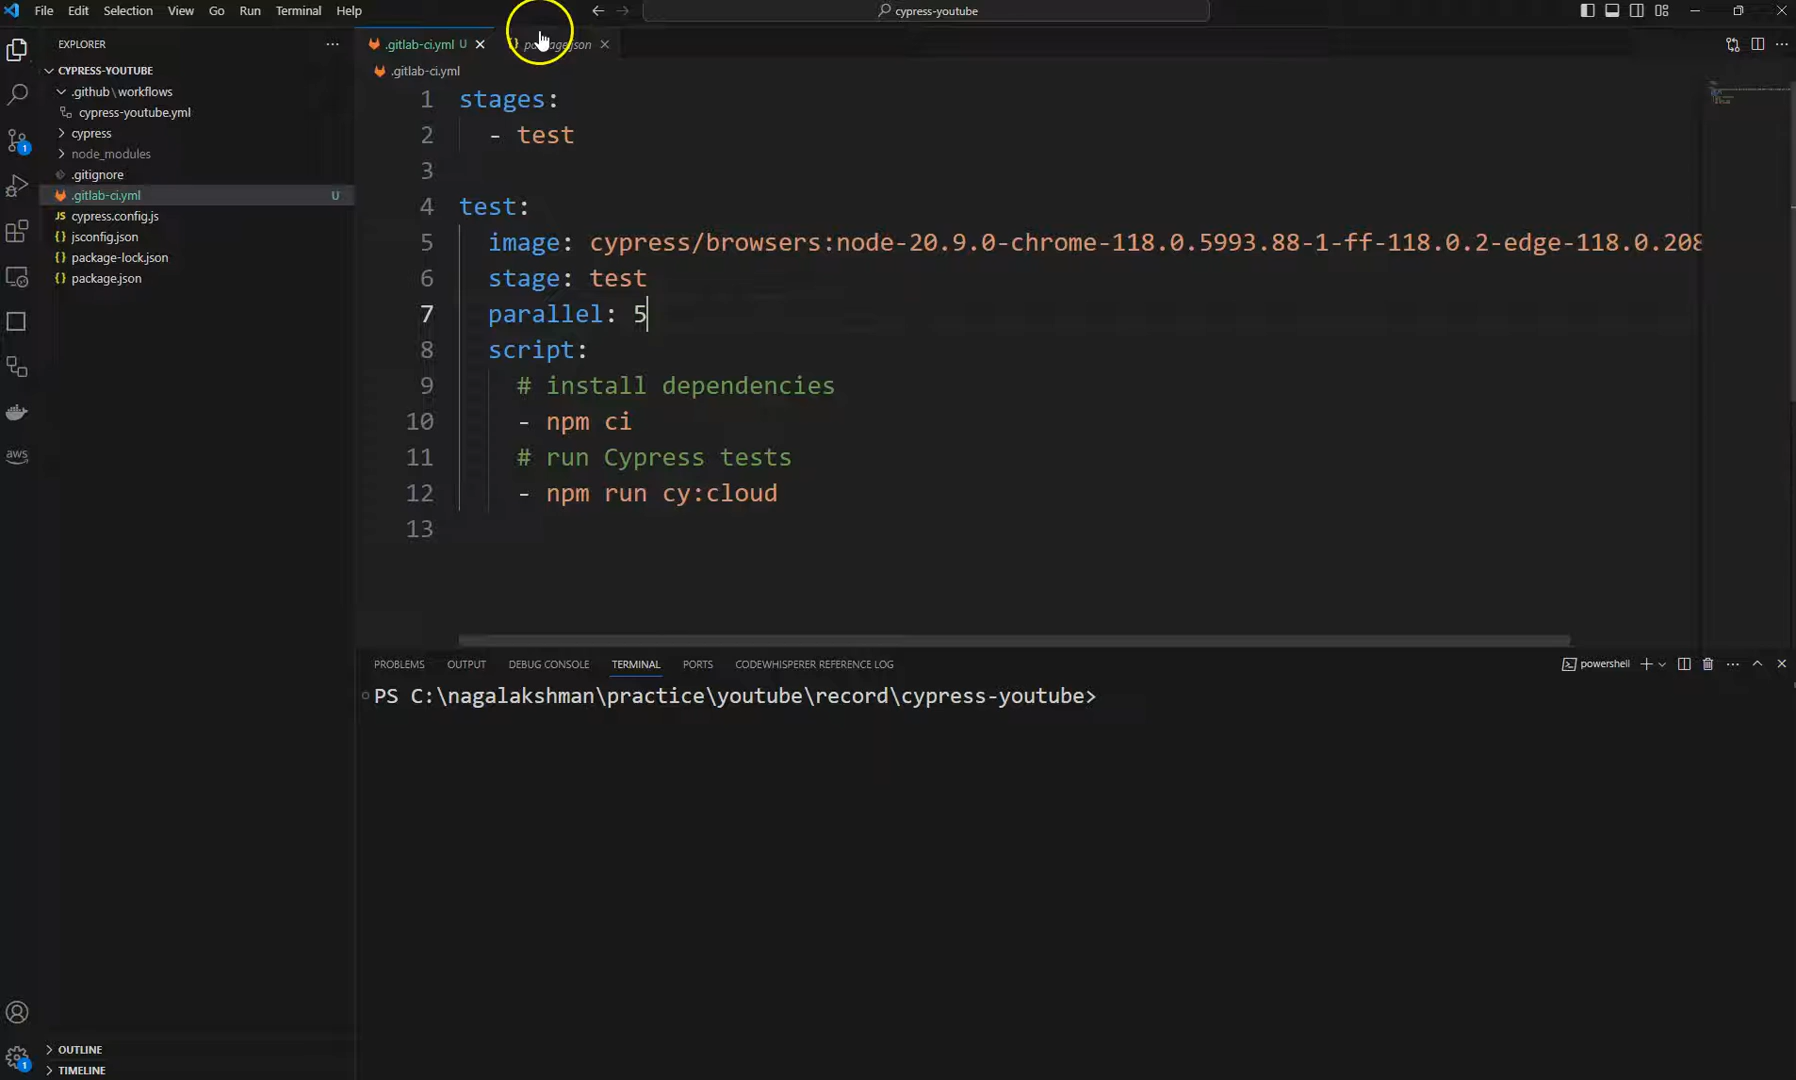 File Edit Selection View Go Run Terminal Help
cypress-youtube
EXPLORER
CYPRESS-YOUTUBE
.github\workflows
cypress-youtube.yml
cypress
node_modules
.gitignore
.gitlab-ci.yml U
cypress.config.js
jsconfig.json
package-lock.json
package.json
OUTLINE
TIMELINE
.gitlab-ci.yml U
.gitlab-ci.yml
1 stages:
2 - test
3
4 test:
5 image: cypress/browsers:node-20.9.0-chrome-118.0.5993.88-1-ff-118.0.2-edge-118.0.208
6 stage: test
7 parallel: 5
8 script:
9 # install dependencies
10 - npm ci
11 # run Cypress tests
12 - npm run cy:cloud
13
PROBLEMS OUTPUT DEBUG CONSOLE TERMINAL PORTS CODEWHISPERER REFERENCE LOG
powershell
PS C:\nagalakshman\practice\youtube\record\cypress-youtube>
aws
1
1